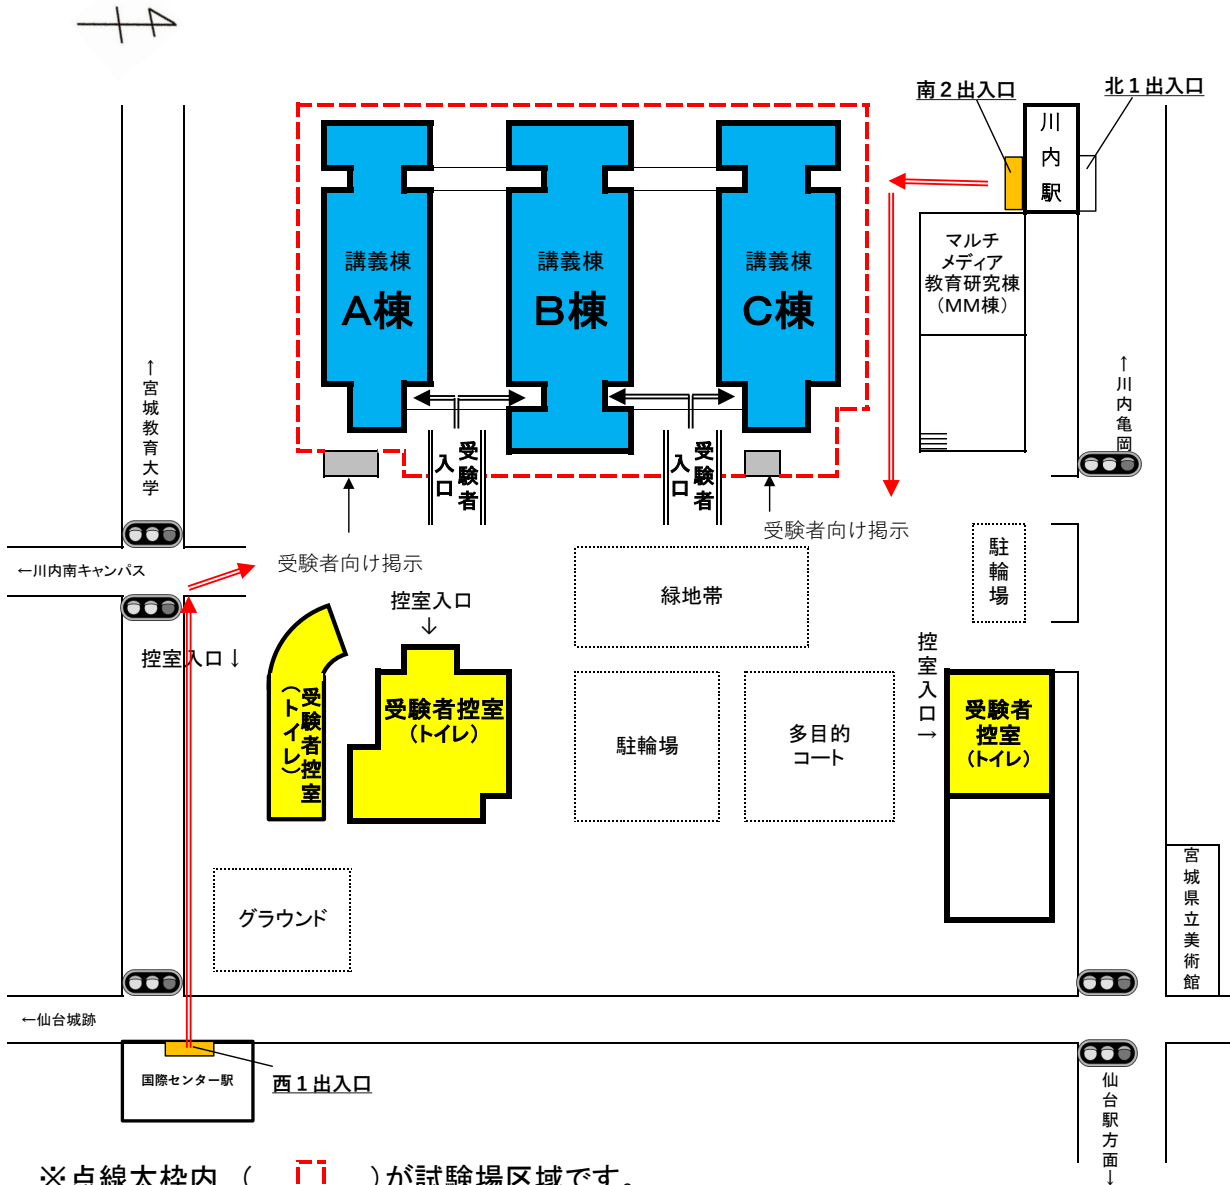 南２出入口
北１出入口
川内駅
マルチ
メディア
教育研究棟
（ＭＭ棟）
講義棟
Ａ棟
講義棟
Ｂ棟
講義棟
Ｃ棟
↑宮城教育大学
↑川内亀岡
受験者
入口
受験者
入口
受験者向け掲示
受験者向け掲示
←川内南キャンパス
駐輪場
緑地帯
控室入口
↓
控室入口↓
控室入口→
受験者控室
（トイレ）
受験者控室
（トイレ）
駐輪場
多目的
コート
受験者
控室
（トイレ）
グラウンド
宮城県立美術館
←仙台城跡
国際センター駅
西１出入口
仙台駅方面↓
※点線太枠内（　）が試験場区域です。